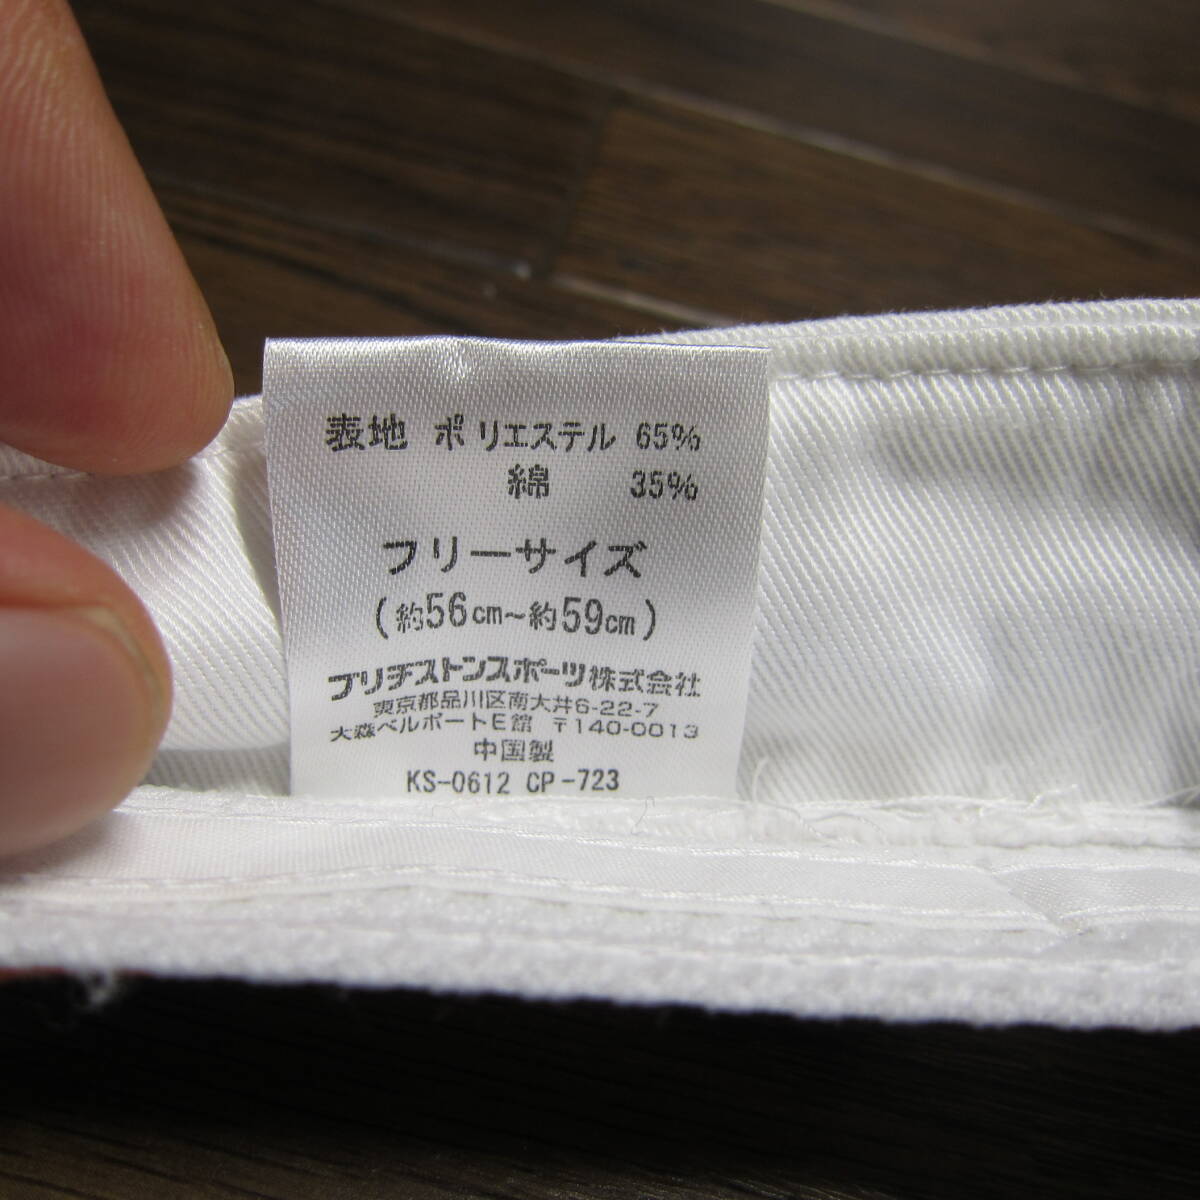 表地 ポリエステル 65%
綿 35%
フリーサイズ
(約56cm~約59cm)
ブリヂストンスポーツ株式会社
東京都品川区南大井6-22-7
大森ベルポートE館 〒140-0013
中国製
KS-0612 CP-723